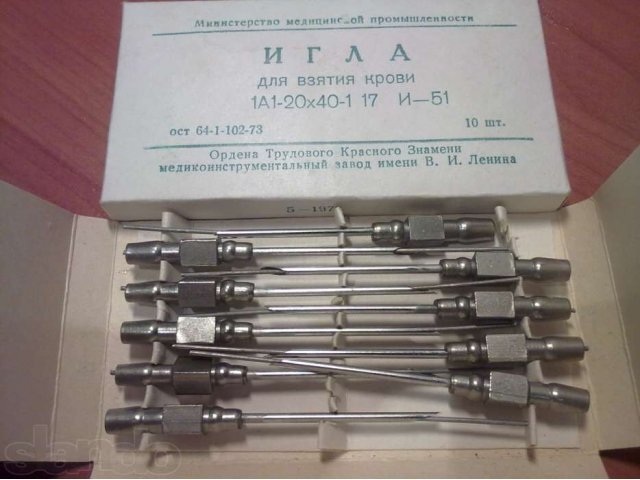 Министерство медицинской промышленности
ИГЛА
для взятия крови
1А1-20х40-1 17 И—51
ост 64-1-102-73
10 шт.
Ордена Трудового Красного Знамени
медикоинструментальный завод имени В. И. Ленина
slando